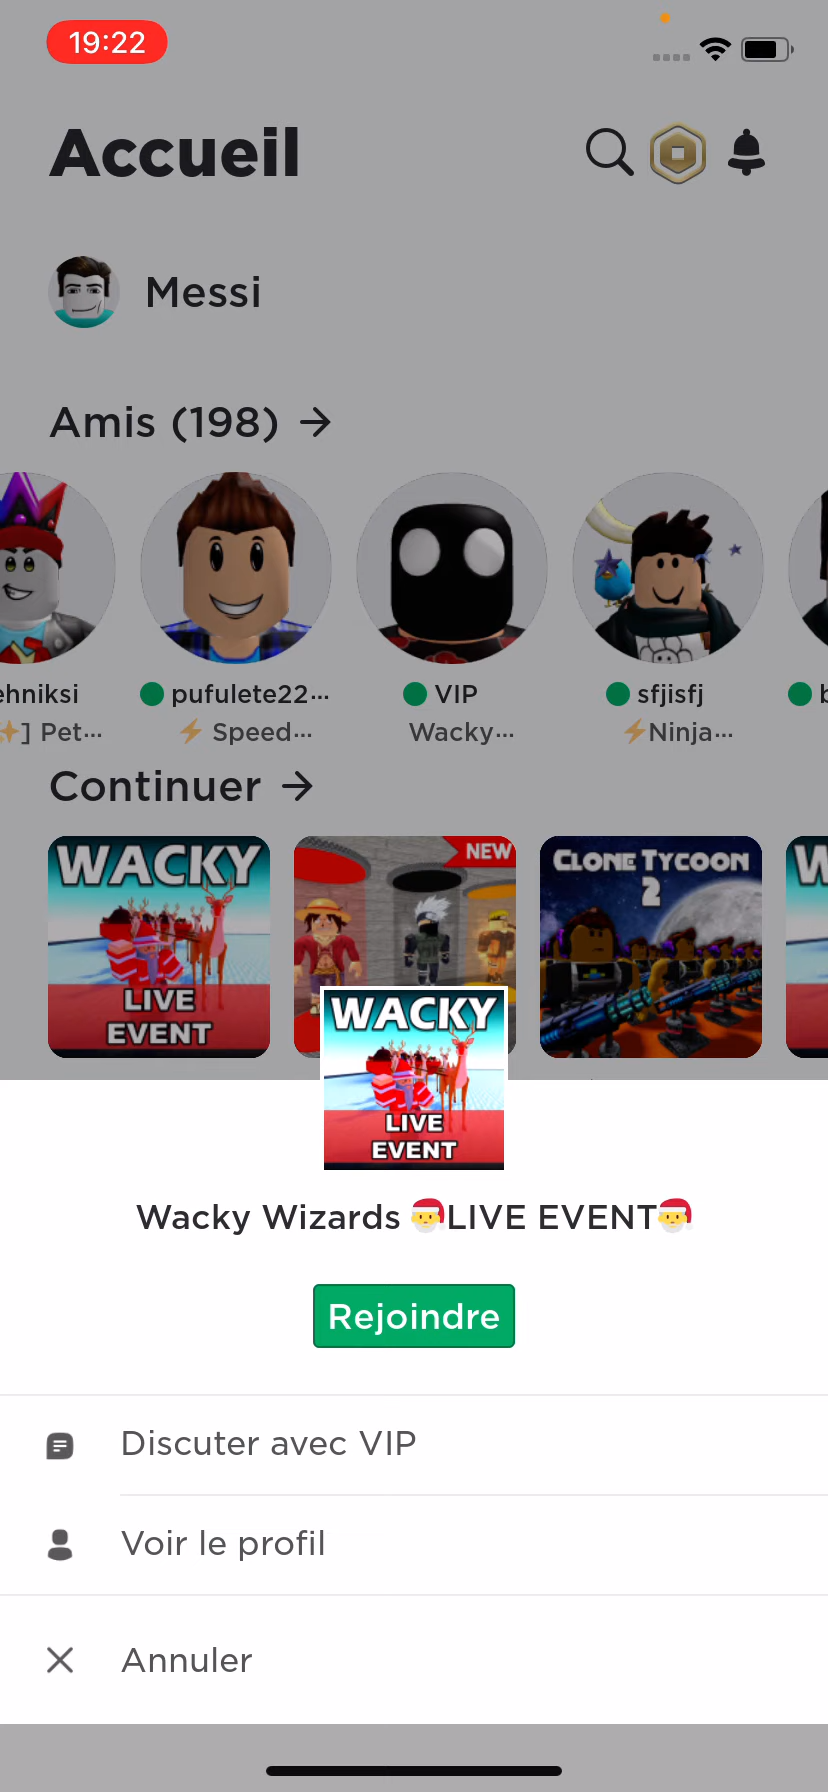 19:22
Accueil
Messi
Amis (198) →
ehniksi
pufulete22...
VIP
sfjisfj
✨] Pet...
⚡ Speed...
Wacky...
⚡Ninja...
Continuer →
WACKY
LIVE
EVENT
NEW
CLONE TYCOON
2
WACKY
LIVE
EVENT
Wacky Wizards 🎅LIVE EVENT🎅
Rejoindre
Discuter avec VIP
Voir le profil
Annuler